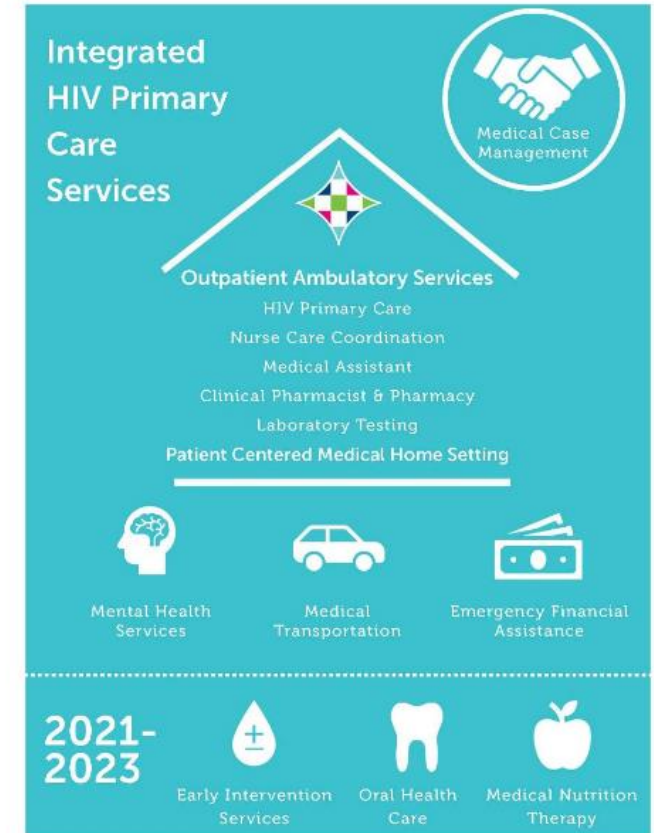 Integrated
HIV Primary
Care
Services
Medical Case
Management
Outpatient Ambulatory Services
HIV Primary Care
Nurse Care Coordination
Medical Assistant
Clinical Pharmacist & Pharmacy
Laboratory Testing
Patient Centered Medical Home Setting
Mental Health
Services
Medical
Transportation
Emergency Financial
Assistance
2021-
2023
Early Intervention
Services
Oral Health
Care
Medical Nutrition
Therapy